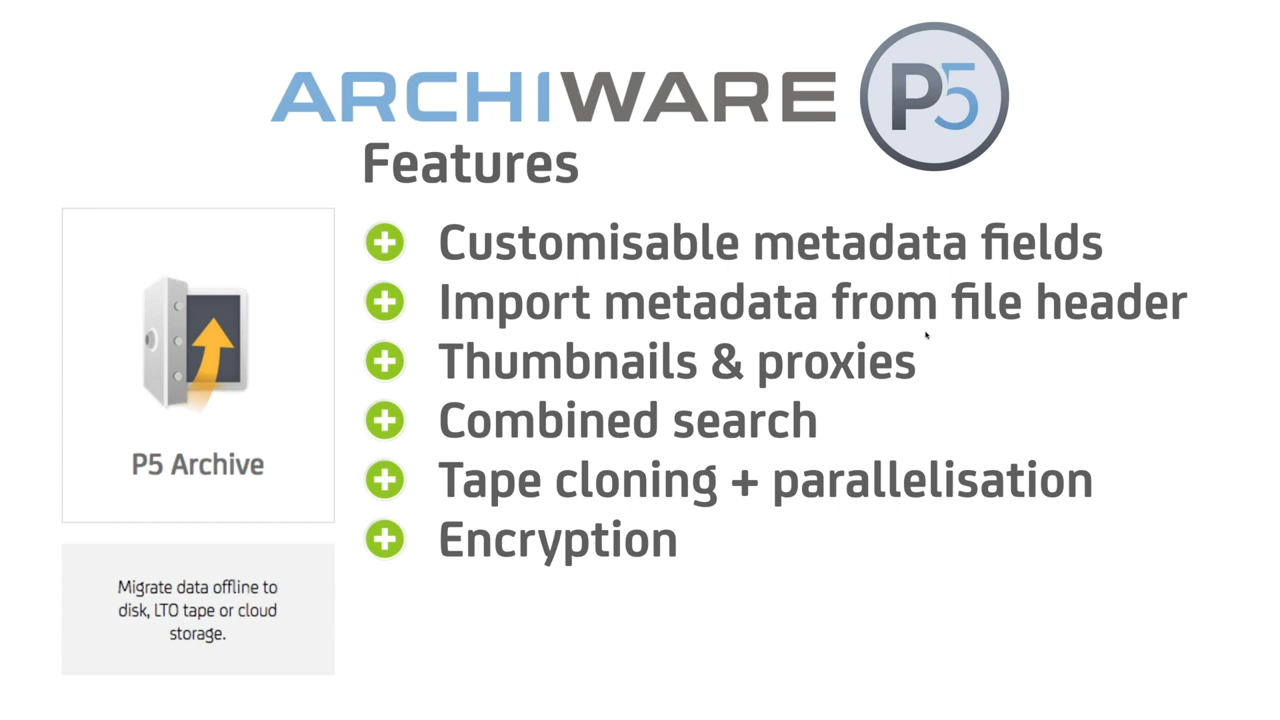 ARCHIWARE P5
Features
Customisable metadata fields
Import metadata from file header
Thumbnails & proxies
Combined search
Tape cloning + parallelisation
Encryption
P5 Archive
Migrate data offline to
disk, LTO tape or cloud
storage.